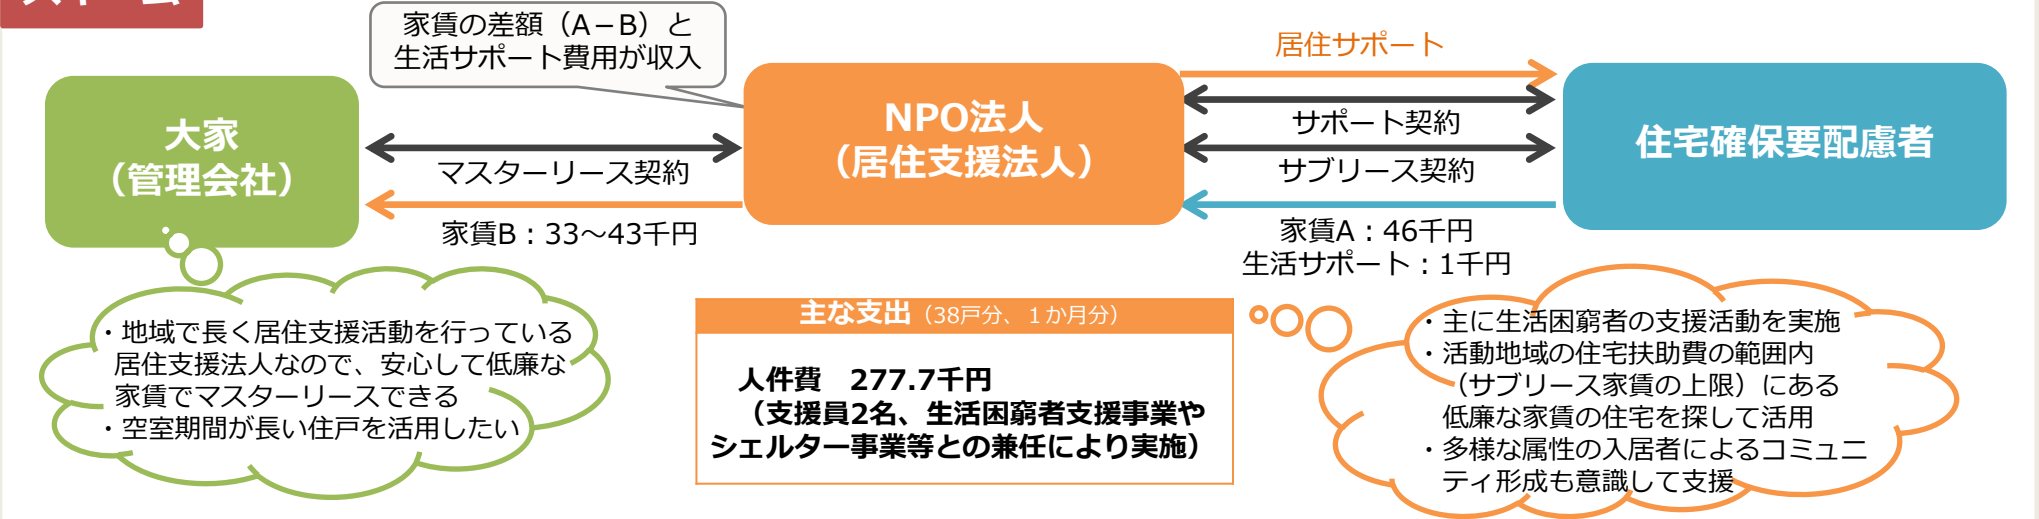 スキーム
家賃の差額（A－B）と
生活サポート費用が収入
大家
（管理会社）
マスターリース契約
家賃B：33～43千円
NPO法人
（居住支援法人）
居住サポート
サポート契約
サブリース契約
家賃A：46千円
生活サポート：1千円
住宅確保要配慮者
・地域で長く居住支援活動を行っている
居住支援法人なので、安心して低廉な
家賃でマスターリースできる
・空室期間が長い住戸を活用したい
主な支出（38戸分、１か月分）
人件費　277.7千円
（支援員2名、生活困窮者支援事業や
シェルター事業等との兼任により実施）
・主に生活困窮者の支援活動を実施
・活動地域の住宅扶助費の範囲内
（サブリース家賃の上限）にある
低廉な家賃の住宅を探して活用
・多様な属性の入居者によるコミュニ
ティ形成も意識して支援